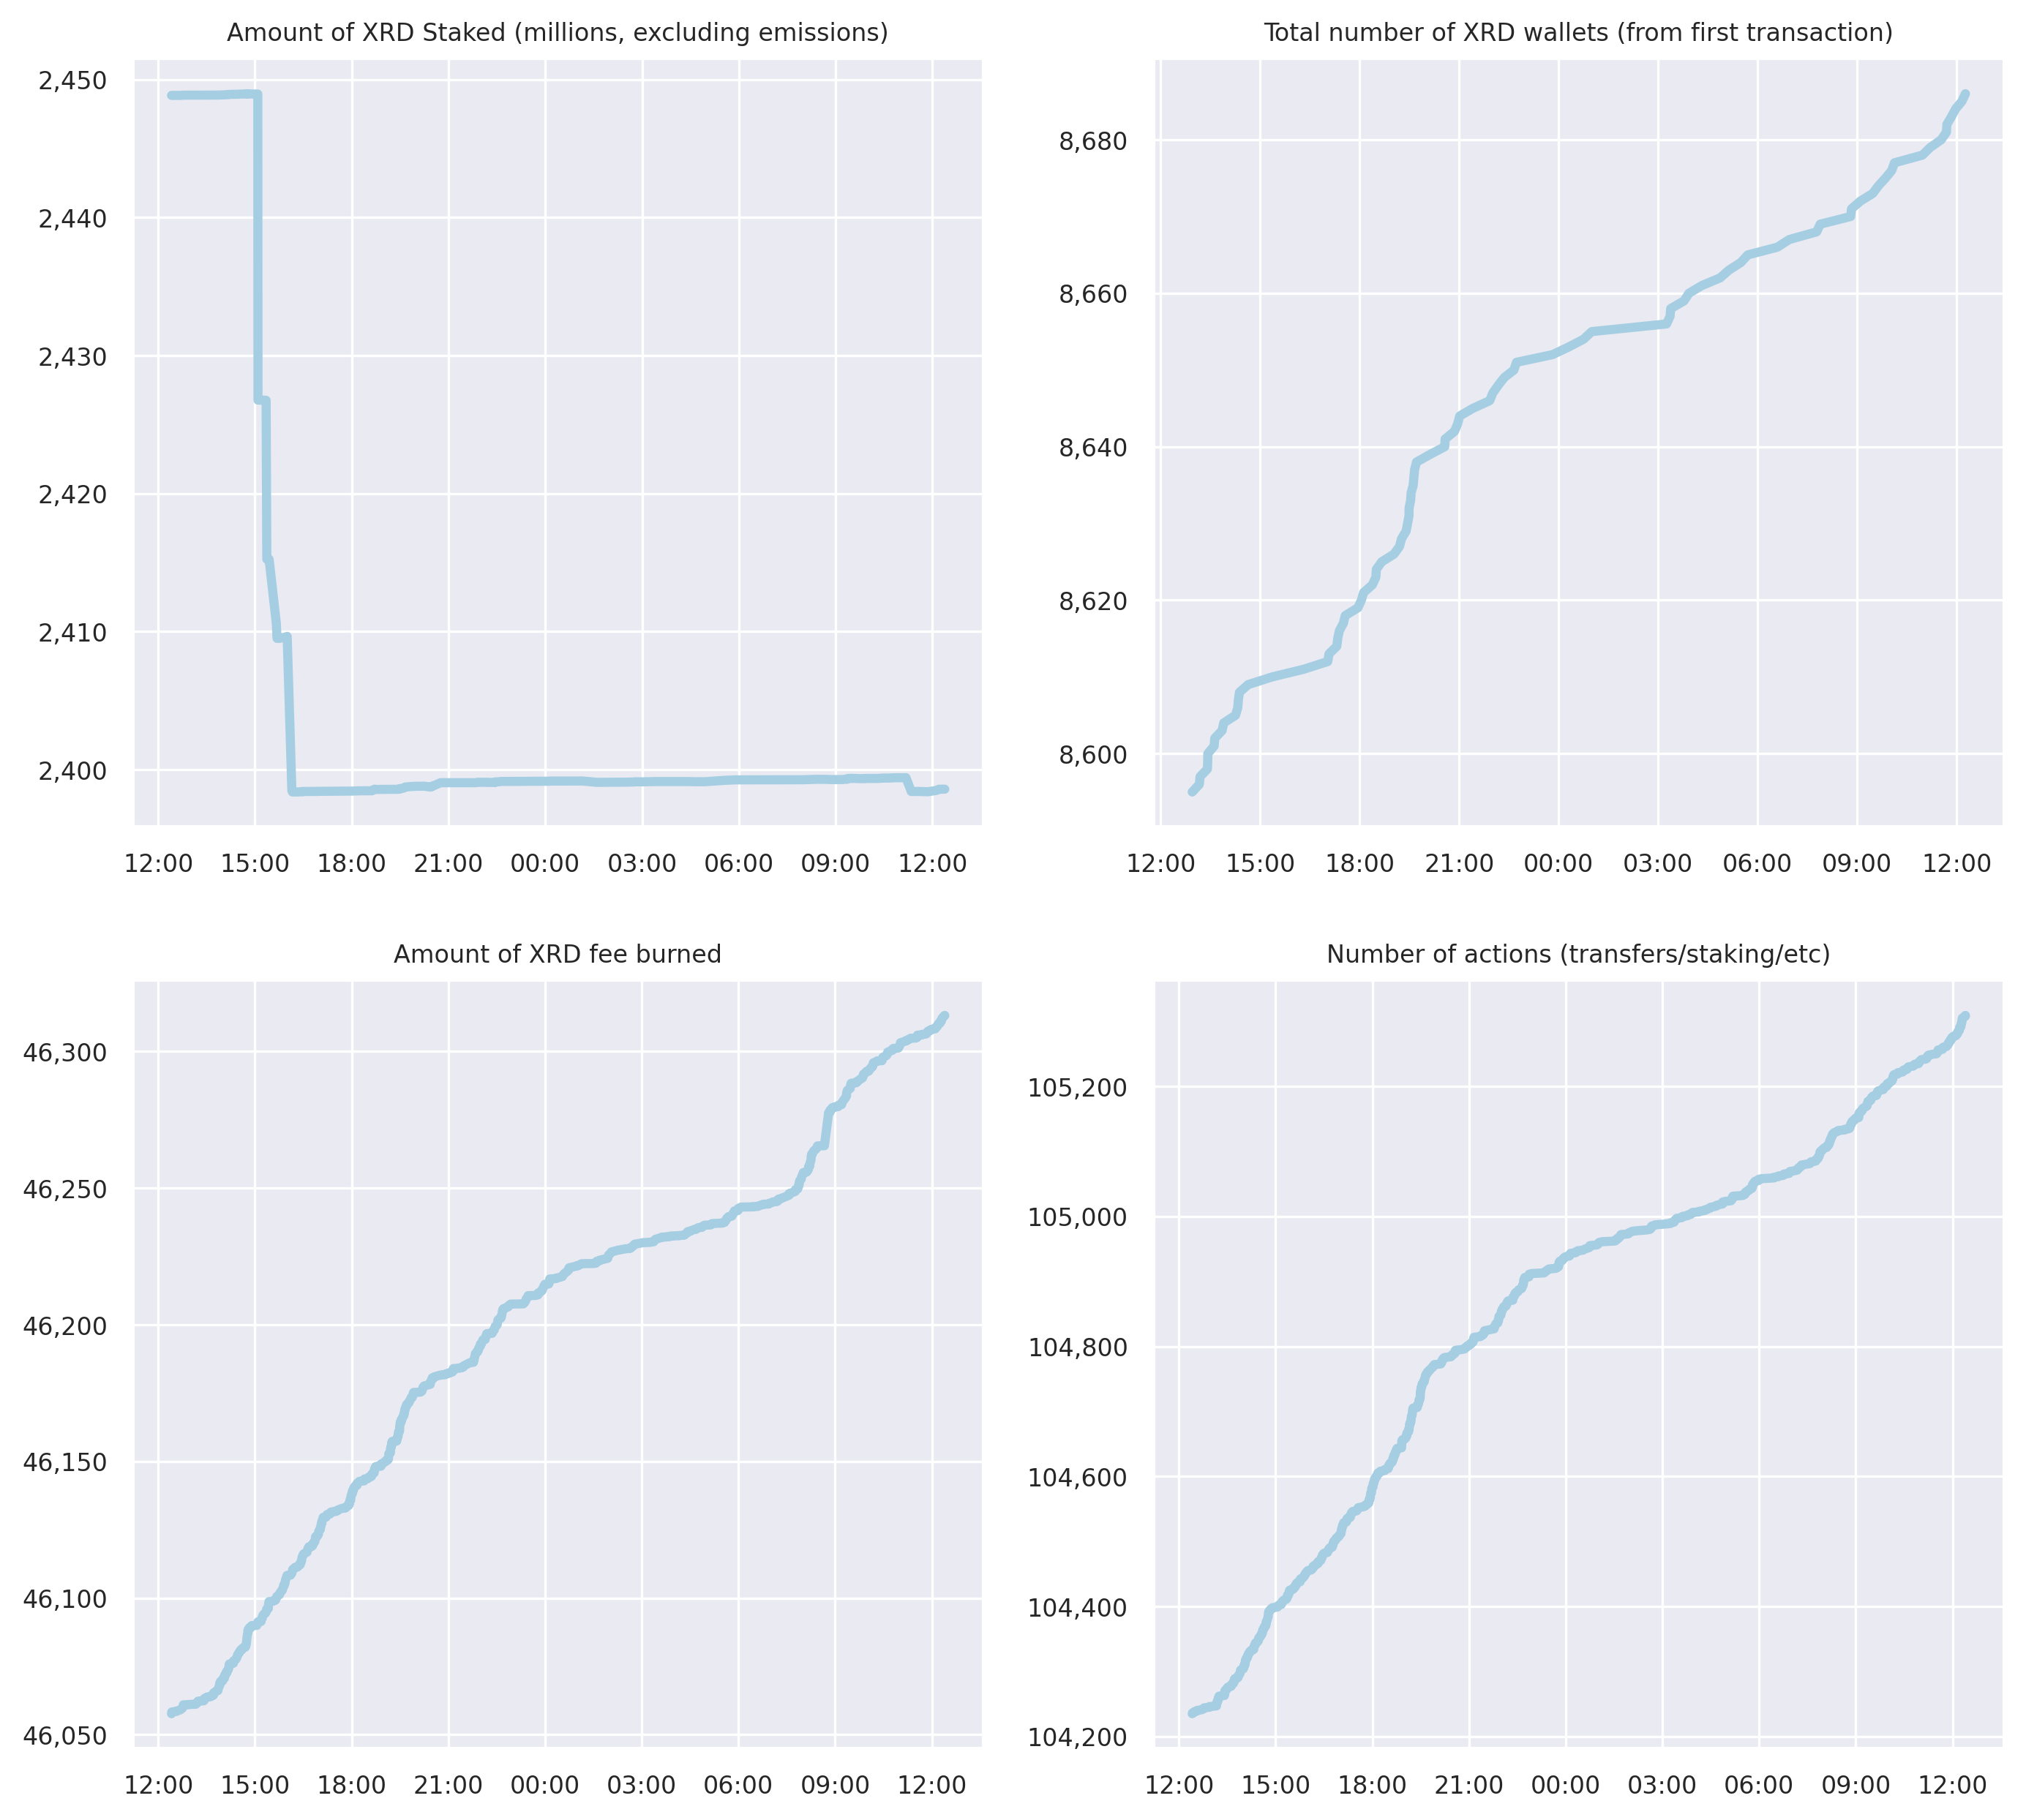 Amount of XRD Staked (millions, excluding emissions)
2,450
2,440
2,430
2,420
2,410
2,400
12:00 15:00 18:00 21:00 00:00 03:00 06:00 09:00 12:00
Total number of XRD wallets (from first transaction)
8,680
8,660
8,640
8,620
8,600
12:00 15:00 18:00 21:00 00:00 03:00 06:00 09:00 12:00
Amount of XRD fee burned
46,300
46,250
46,200
46,150
46,100
46,050
12:00 15:00 18:00 21:00 00:00 03:00 06:00 09:00 12:00
Number of actions (transfers/staking/etc)
105,200
105,000
104,800
104,600
104,400
104,200
12:00 15:00 18:00 21:00 00:00 03:00 06:00 09:00 12:00